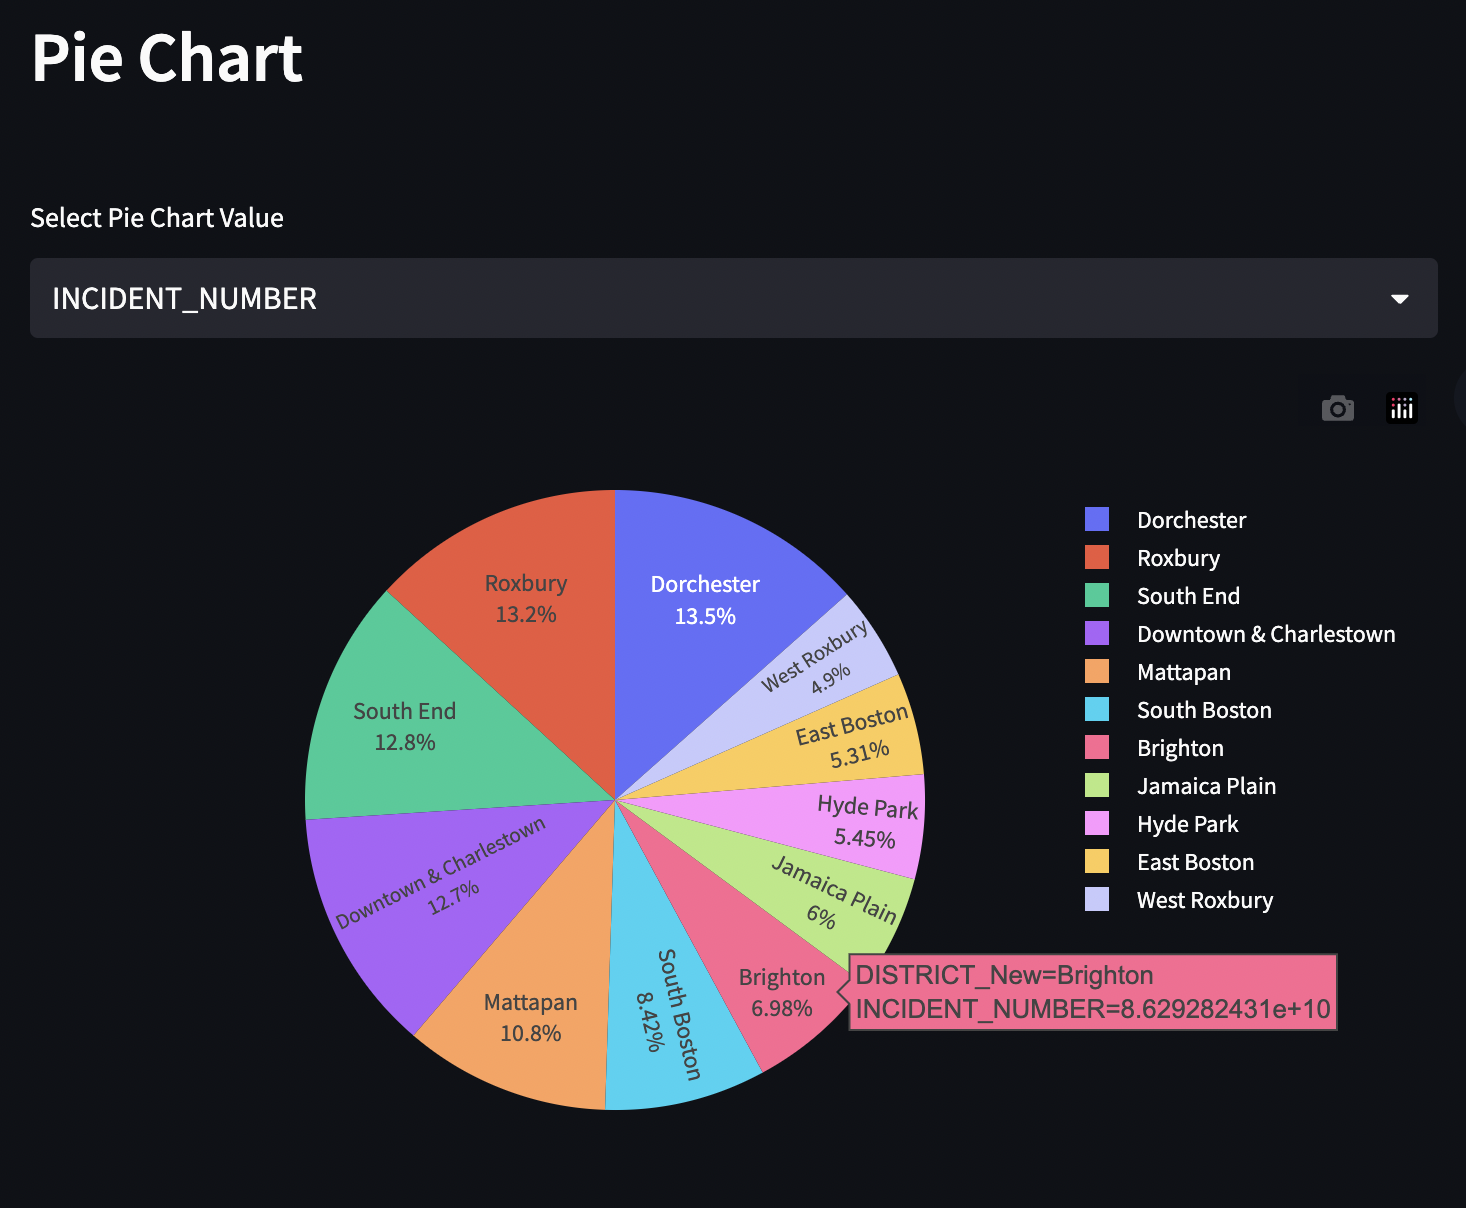 Pie Chart
Select Pie Chart Value
INCIDENT_NUMBER
Dorchester
13.5%
West Roxbury
4.9%
East Boston
5.31%
Hyde Park
5.45%
Jamaica Plain
6%
Brighton
6.98%
South Boston
8.42%
Mattapan
10.8%
Downtown & Charlestown
12.7%
South End
12.8%
Roxbury
13.2%
Dorchester
Roxbury
South End
Downtown & Charlestown
Mattapan
South Boston
Brighton
Jamaica Plain
Hyde Park
East Boston
West Roxbury
DISTRICT_New=Brighton
INCIDENT_NUMBER=8.629282431e+10